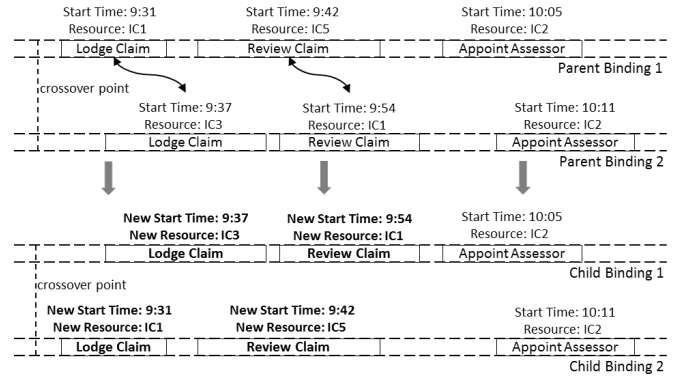 Start Time: 9:31 Start Time: 9:42 Start Time: 10:05
Resource: IC1 Resource: IC5 Resource: IC2
Lodge Claim Review Claim Appoint Assessor
Parent Binding 1
crossover point
Start Time: 9:37 Start Time: 9:54 Start Time: 10:11
Resource: IC3 Resource: IC1 Resource: IC2
Lodge Claim Review Claim Appoint Assessor
Parent Binding 2
New Start Time: 9:37 New Start Time: 9:54 Start Time: 10:05
New Resource: IC3 New Resource: IC1 Resource: IC2
Lodge Claim Review Claim Appoint Assessor
Child Binding 1
crossover point
New Start Time: 9:31 New Start Time: 9:42 Start Time: 10:11
New Resource: IC1 New Resource: IC5 Resource: IC2
Lodge Claim Review Claim Appoint Assessor
Child Binding 2